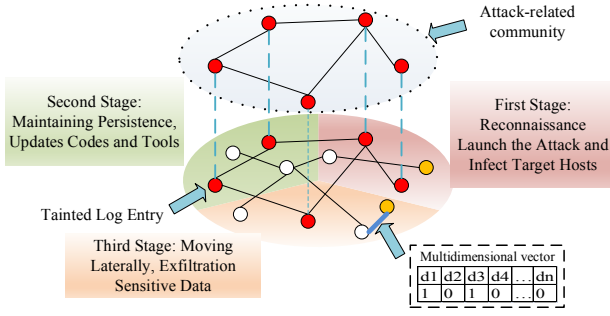 Attack-related
community
Second Stage:
Maintaining Persistence,
Updates Codes and Tools
First Stage:
Reconnaissance
Launch the Attack and
Infect Target Hosts
Tainted Log Entry
Third Stage: Moving
Laterally, Exfiltration
Sensitive Data
Multidimensional vector
d1 d2 d3 d4 ... dn
1 0 1 0 ... 0